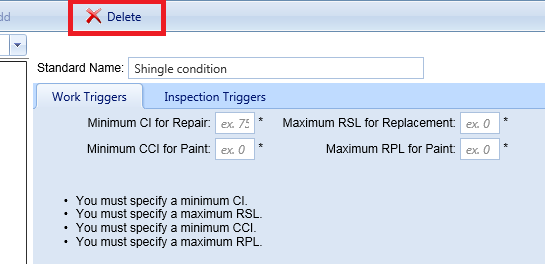 dd Delete
Standard Name: Shingle condition
Work Triggers Inspection Triggers
Minimum CI for Repair: ex. 75 * Maximum RSL for Replacement: ex. 0 *
Minimum CCI for Paint: ex. 0 * Maximum RPL for Paint: ex. 0 *
• You must specify a minimum CI.
• You must specify a maximum RSL.
• You must specify a minimum CCI.
• You must specify a maximum RPL.